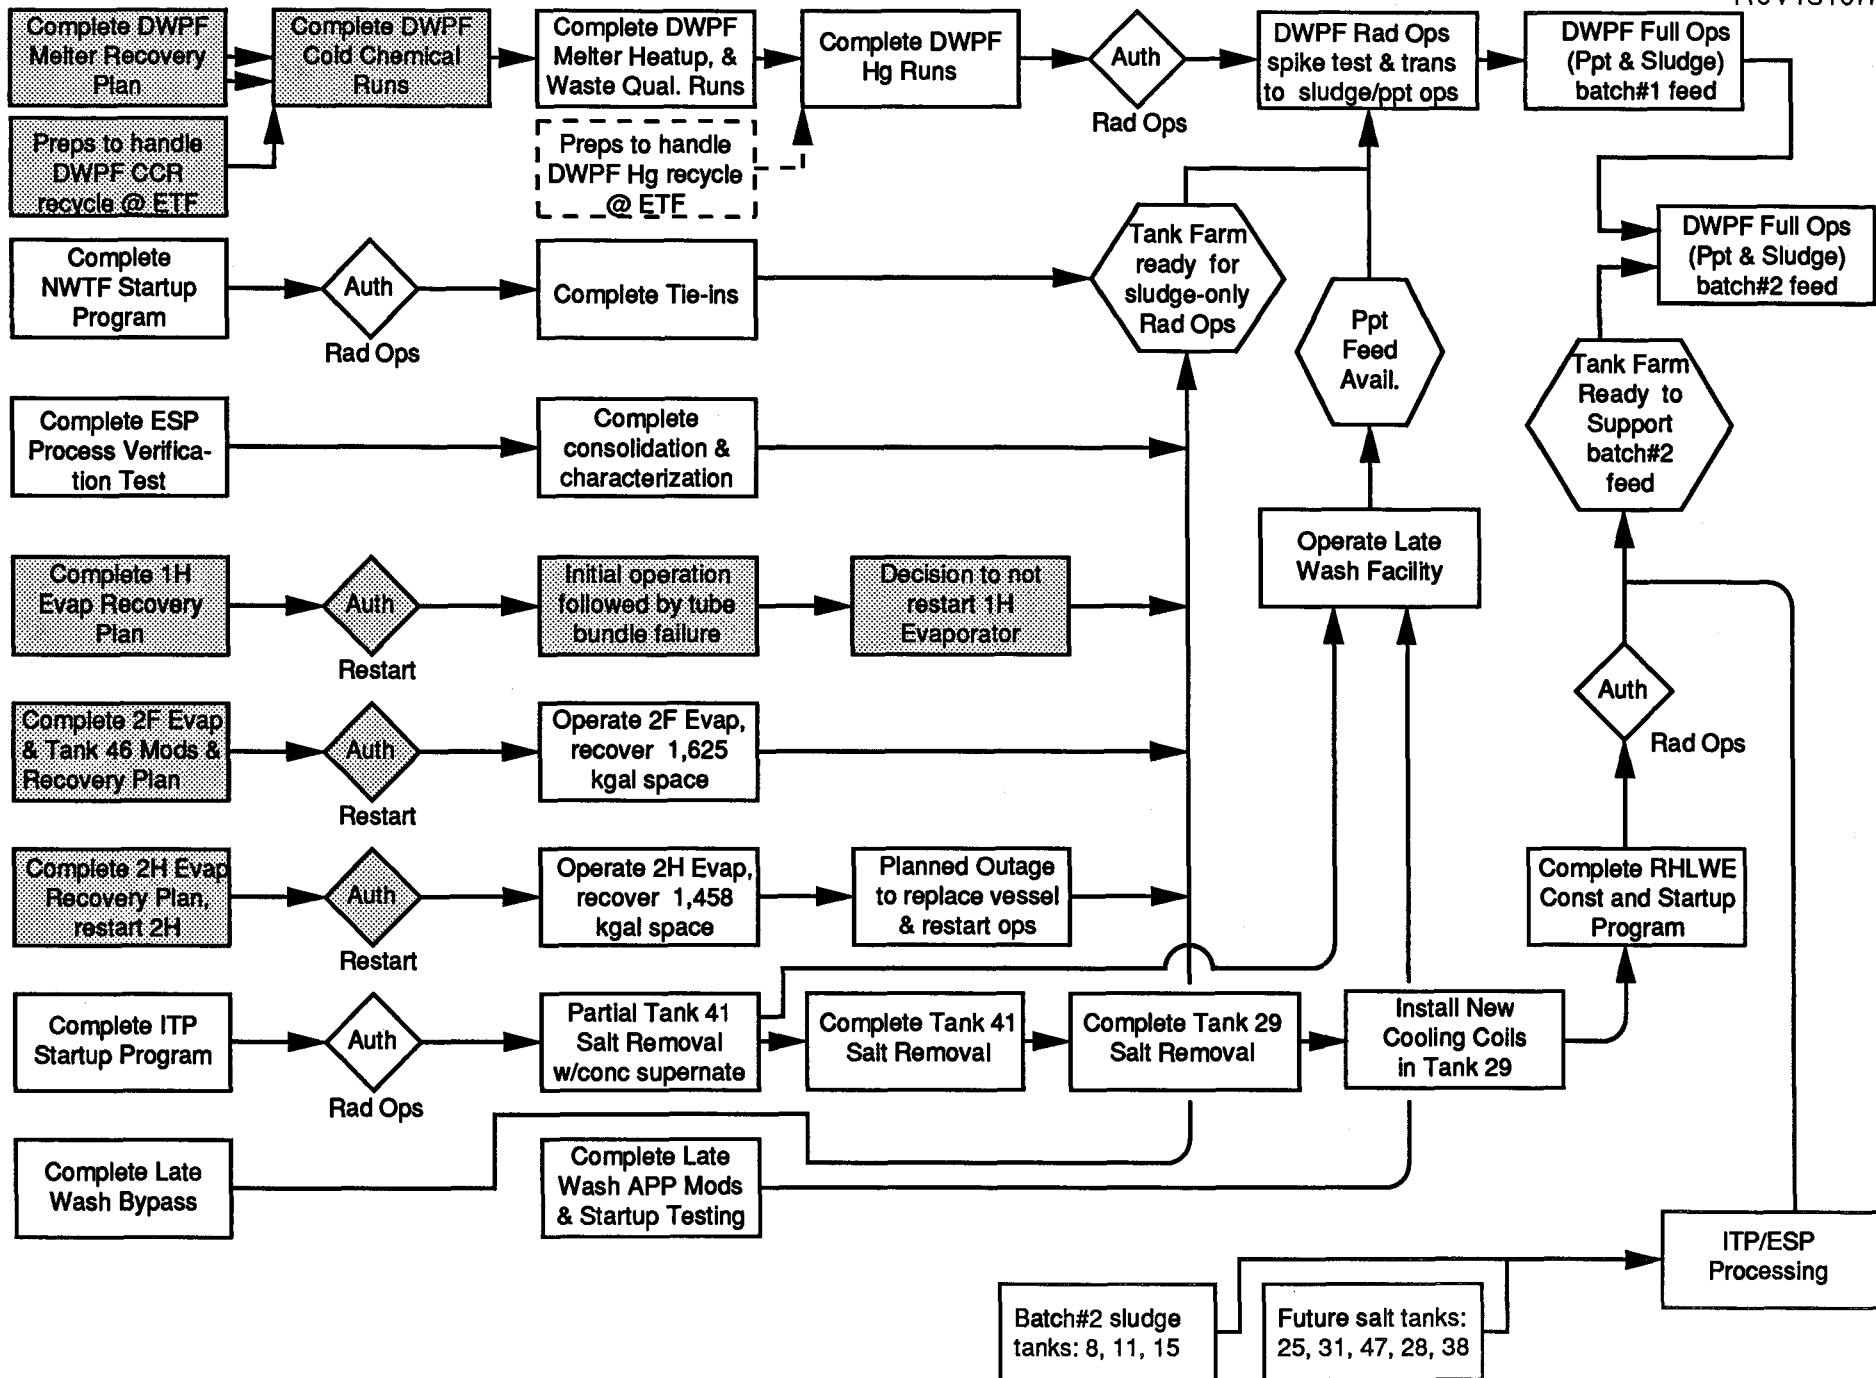 Revision
Complete DWPF
Melter Recovery
Plan
Complete DWPF
Cold Chemical
Runs
Complete DWPF
Melter Heatup, &
Waste Qual. Runs
Complete DWPF
Hg Runs
Auth
Rad Ops
DWPF Rad Ops
spike test & trans
to sludge/ppt ops
DWPF Full Ops
(Ppt & Sludge)
batch#1 feed
Preps to handle
DWPF CCR
recycle @ ETF
Preps to handle
DWPF Hg recycle
@ ETF
DWPF Full Ops
(Ppt & Sludge)
batch#2 feed
Complete
NWTF Startup
Program
Auth
Rad Ops
Complete Tie-ins
Tank Farm
ready for
sludge-only
Rad Ops
Ppt
Feed
Avail.
Tank Farm
Ready to
Support
batch#2
feed
Complete ESP
Process Verifica-
tion Test
Complete
consolidation &
characterization
Operate Late
Wash Facility
Complete 1H
Evap Recovery
Plan
Auth
Restart
Initial operation
followed by tube
bundle failure
Decision to not
restart 1H
Evaporator
Auth
Rad Ops
Complete 2F Evap
& Tank 46 Mods &
Recovery Plan
Auth
Restart
Operate 2F Evap,
recover 1,625
kgal space
Complete 2H Evap
Recovery Plan,
restart 2H
Auth
Restart
Operate 2H Evap,
recover 1,458
kgal space
Planned Outage
to replace vessel
& restart ops
Complete RHLWE
Const and Startup
Program
Complete ITP
Startup Program
Auth
Rad Ops
Partial Tank 41
Salt Removal
w/conc supernate
Complete Tank 41
Salt Removal
Complete Tank 29
Salt Removal
Install New
Cooling Coils
in Tank 29
Complete Late
Wash Bypass
Complete Late
Wash APP Mods
& Startup Testing
ITP/ESP
Processing
Batch#2 sludge
tanks: 8, 11, 15
Future salt tanks:
25, 31, 47, 28, 38